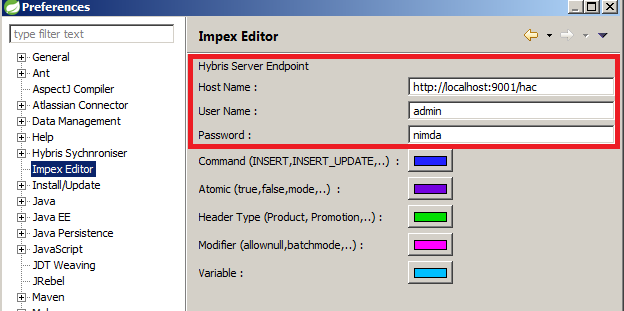 Preferences
type filter text
General
Ant
AspectJ Compiler
Atlassian Connector
Data Management
Help
Hybris Sychnroniser
Impex Editor
Install/Update
Java
Java EE
Java Persistence
JavaScript
JDT Weaving
JRebel
Maven
Impex Editor
Hybris Server Endpoint
Host Name : http://localhost:9001/hac
User Name : admin
Password : nimda
Command (INSERT,INSERT_UPDATE,..) :
Atomic (true,false,mode,..) :
Header Type (Product, Promotion,..) :
Modifier (allownull,batchmode,..) :
Variable :